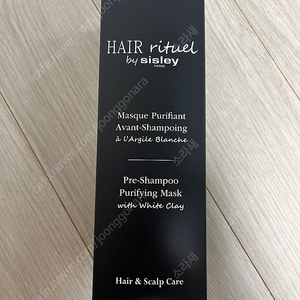 HAIR rituel
by sisley
PARIS
Masque Purifiant
Avant-Shampoing
à l'Argile Blanche
Pre-Shampoo
Purifying Mask
with White Clay
Hair & Scalp Care